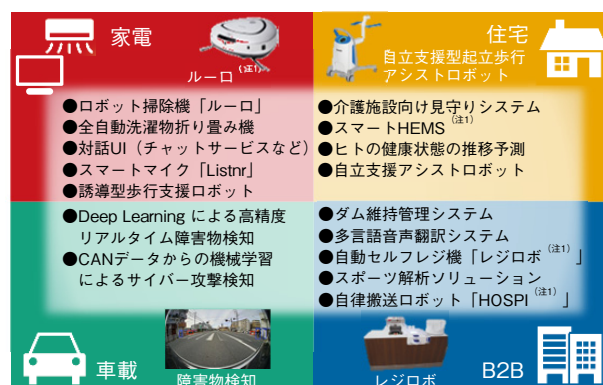 家電
ルーロ(注1)
●ロボット掃除機「ルーロ」
●全自動洗濯物折り畳み機
●対話UI（チャットサービスなど）
●スマートマイク「Listnr」
●誘導型歩行支援ロボット
住宅
自立支援型起立歩行
アシストロボット
●介護施設向け見守りシステム
●スマートHEMS(注1)
●ヒトの健康状態の推移予測
●自立支援アシストロボット
●Deep Learning による高精度
リアルタイム障害物検知
●CANデータからの機械学習
によるサイバー攻撃検知
車載
障害物検知
●ダム維持管理システム
●多言語音声翻訳システム
●自動セルフレジ機「レジロボ(注1)」
●スポーツ解析ソリューション
●自律搬送ロボット「HOSPI(注1)」
レジロボ
B2B